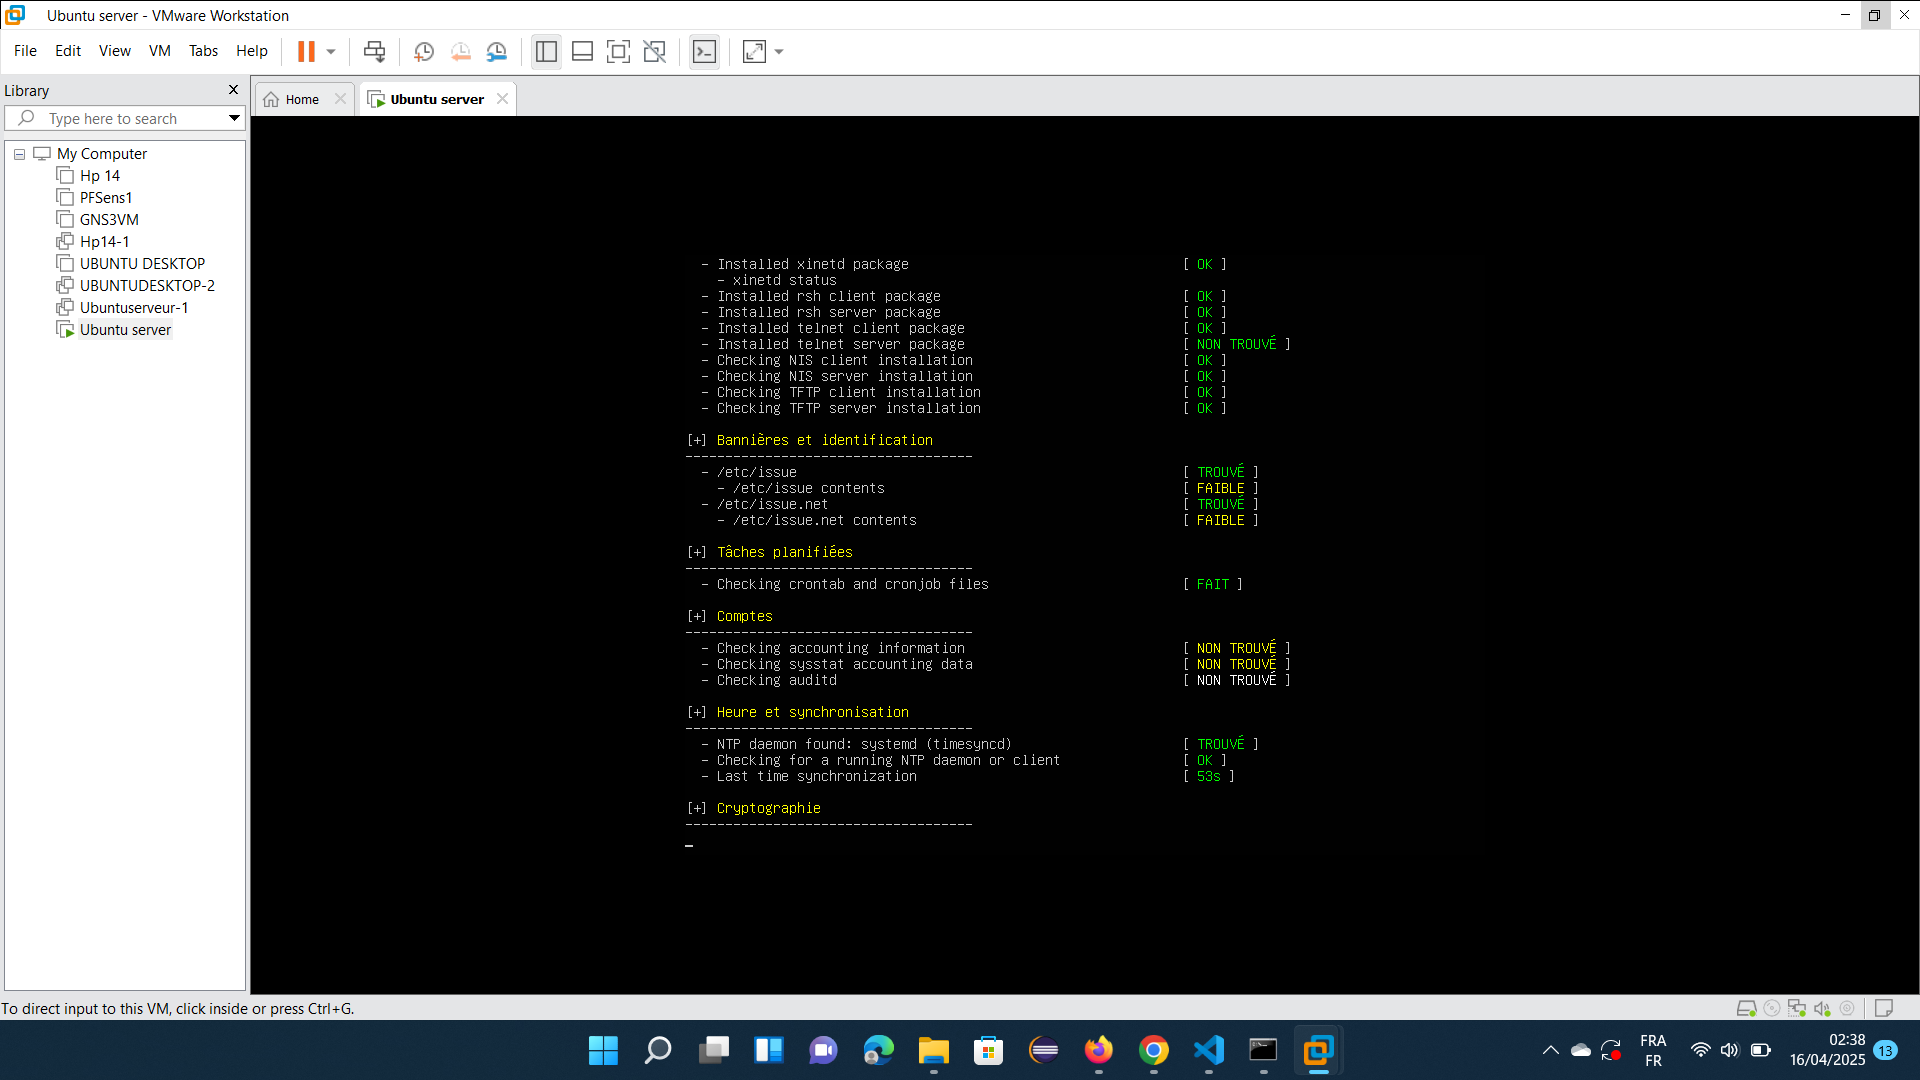 Ubuntu server - VMware Workstation
File Edit View VM Tabs Help
Library
Type here to search
My Computer
Hp 14
PFSens1
GNS3VM
Hp14-1
UBUNTU DESKTOP
UBUNTUDESKTOP-2
Ubuntuserveur-1
Ubuntu server
Home
Ubuntu server
- Installed xinetd package [ OK ]
- xinetd status
- Installed rsh client package [ OK ]
- Installed rsh server package [ OK ]
- Installed telnet client package [ OK ]
- Installed telnet server package [ NON TROUVÉ ]
- Checking NIS client installation [ OK ]
- Checking NIS server installation [ OK ]
- Checking TFTP client installation [ OK ]
- Checking TFTP server installation [ OK ]
[+] Bannières et identification
------------------------------------
- /etc/issue [ TROUVÉ ]
- /etc/issue contents [ FAIBLE ]
- /etc/issue.net [ TROUVÉ ]
- /etc/issue.net contents [ FAIBLE ]
[+] Tâches planifiées
------------------------------------
- Checking crontab and cronjob files [ FAIT ]
[+] Comptes
------------------------------------
- Checking accounting information [ NON TROUVÉ ]
- Checking sysstat accounting data [ NON TROUVÉ ]
- Checking auditd [ NON TROUVÉ ]
[+] Heure et synchronisation
------------------------------------
- NTP daemon found: systemd (timesyncd) [ TROUVÉ ]
- Checking for a running NTP daemon or client [ OK ]
- Last time synchronization [ 53s ]
[+] Cryptographie
------------------------------------
To direct input to this VM, click inside or press Ctrl+G.
FRA
FR
02:38
16/04/2025
13